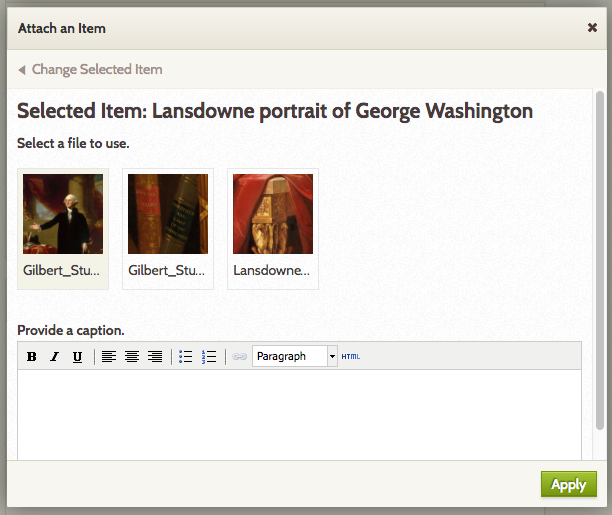 Attach an Item
Change Selected Item
Selected Item: Lansdowne portrait of George Washington
Select a file to use.
Gilbert_Stu...
Gilbert_Stu...
Lansdowne...
Provide a caption.
B I U Paragraph HTML
Apply